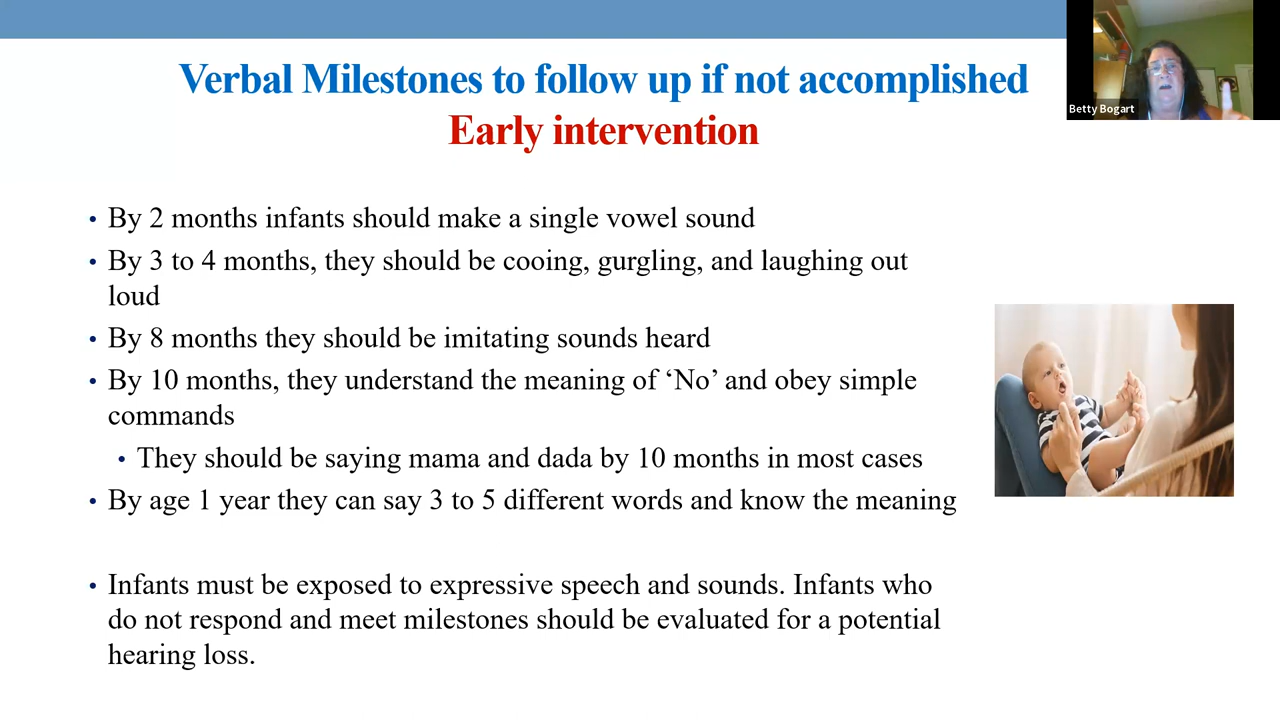 Verbal Milestones to follow up if not accomplished
Early intervention
Betty Bogart
• By 2 months infants should make a single vowel sound
• By 3 to 4 months, they should be cooing, gurgling, and laughing out
loud
• By 8 months they should be imitating sounds heard
• By 10 months, they understand the meaning of ‘No’ and obey simple
commands
• They should be saying mama and dada by 10 months in most cases
• By age 1 year they can say 3 to 5 different words and know the meaning
• Infants must be exposed to expressive speech and sounds. Infants who
do not respond and meet milestones should be evaluated for a potential
hearing loss.